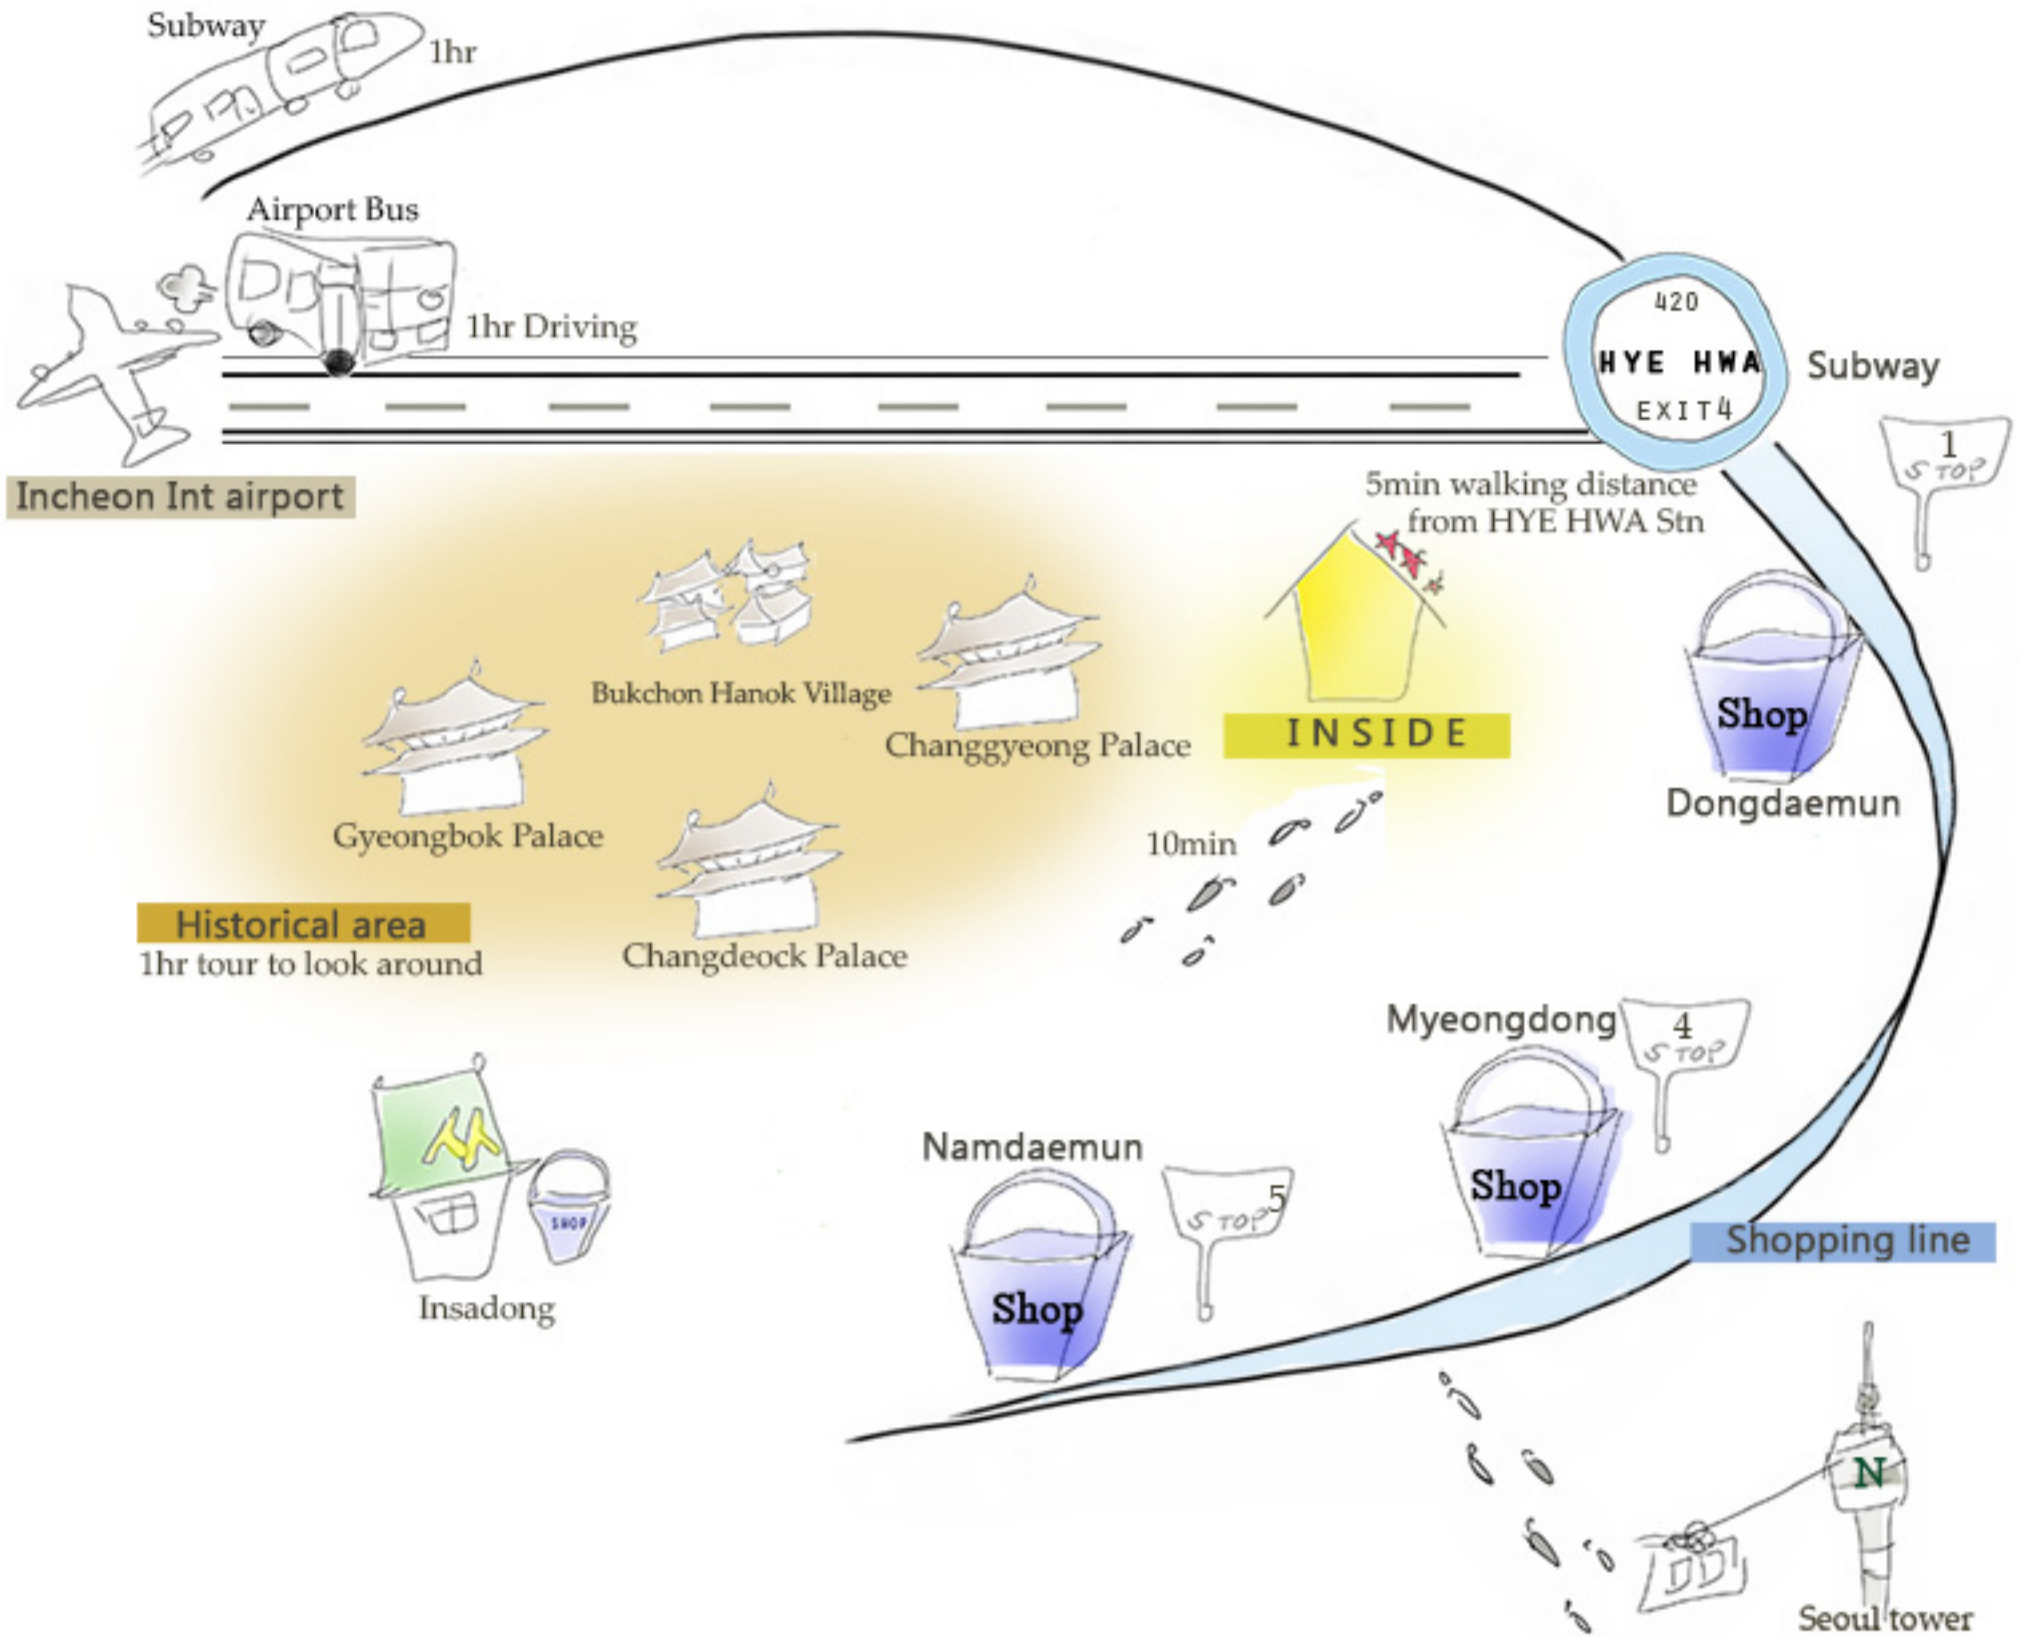 Subway
1hr
Airport Bus
1hr Driving
Incheon Int airport
420
HYE HWA
EXIT4
Subway
1
STOP
5min walking distance
from HYE HWA Stn
INSIDE
Bukchon Hanok Village
Changgyeong Palace
Gyeongbok Palace
Changdeock Palace
Historical area
1hr tour to look around
10min
Shop
Dongdaemun
Myeongdong
4
STOP
Shop
Namdaemun
5
STOP
Shop
Shopping line
SHOP
Insadong
N
Seoul tower